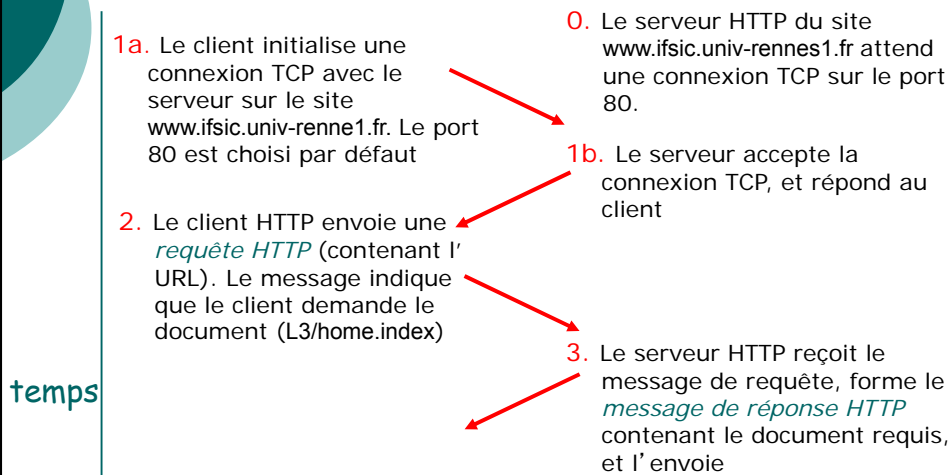 0. Le serveur HTTP du site
www.ifsic.univ-rennes1.fr attend
une connexion TCP sur le port
80.
1a. Le client initialise une
connexion TCP avec le
serveur sur le site
www.ifsic.univ-renne1.fr. Le port
80 est choisi par défaut
1b. Le serveur accepte la
connexion TCP, et répond au
client
2. Le client HTTP envoie une
requête HTTP (contenant l’
URL). Le message indique
que le client demande le
document (L3/home.index)
3. Le serveur HTTP reçoit le
message de requête, forme le
message de réponse HTTP
contenant le document requis,
et l’envoie
temps